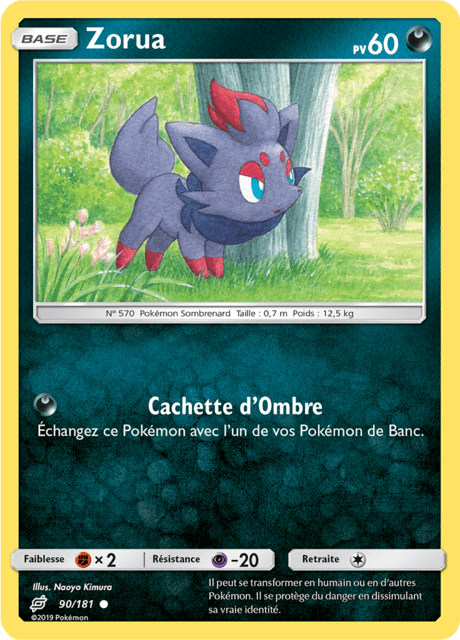 BASE Zorua PV60
N° 570 Pokémon Sombrenard Taille : 0,7 m Poids : 12,5 kg
Cachette d'Ombre
Échangez ce Pokémon avec l'un de vos Pokémon de Banc.
Faiblesse ×2 Résistance -20 Retraite
Illus. Naoyo Kimura
90/181
©2019 Pokémon
Il peut se transformer en humain ou en d'autres
Pokémon. Il se protège du danger en dissimulant
sa vraie identité.